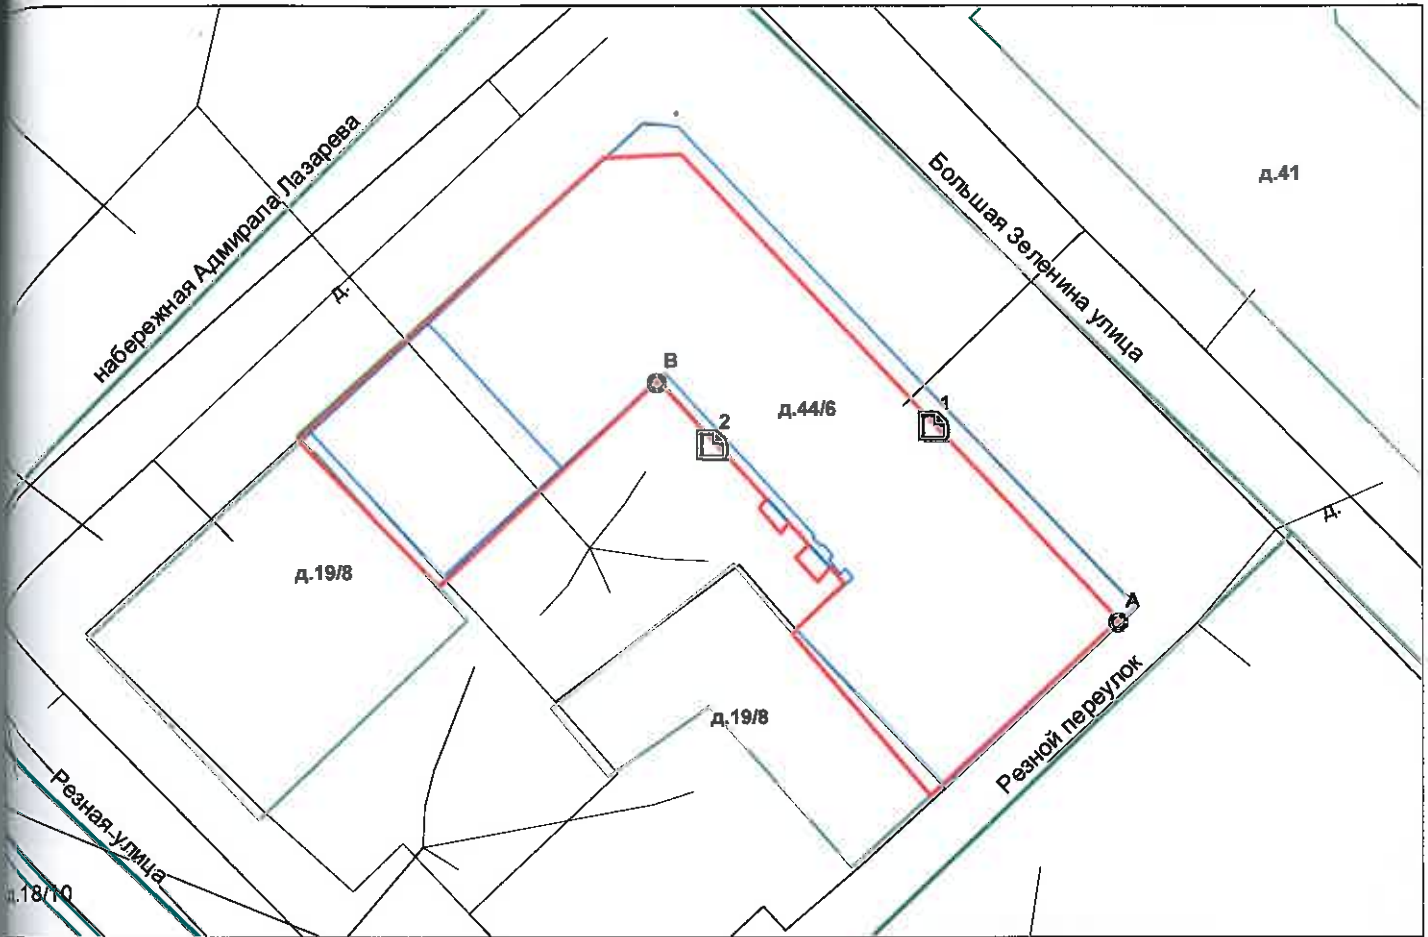 набережная Адмирала Лазарева
Большая Зеленина улица
д.41
д.
В
2
д.44/6
1
д.
д.19/8
А
д.19/8
Резной переулок
Резная улица
д.18/10